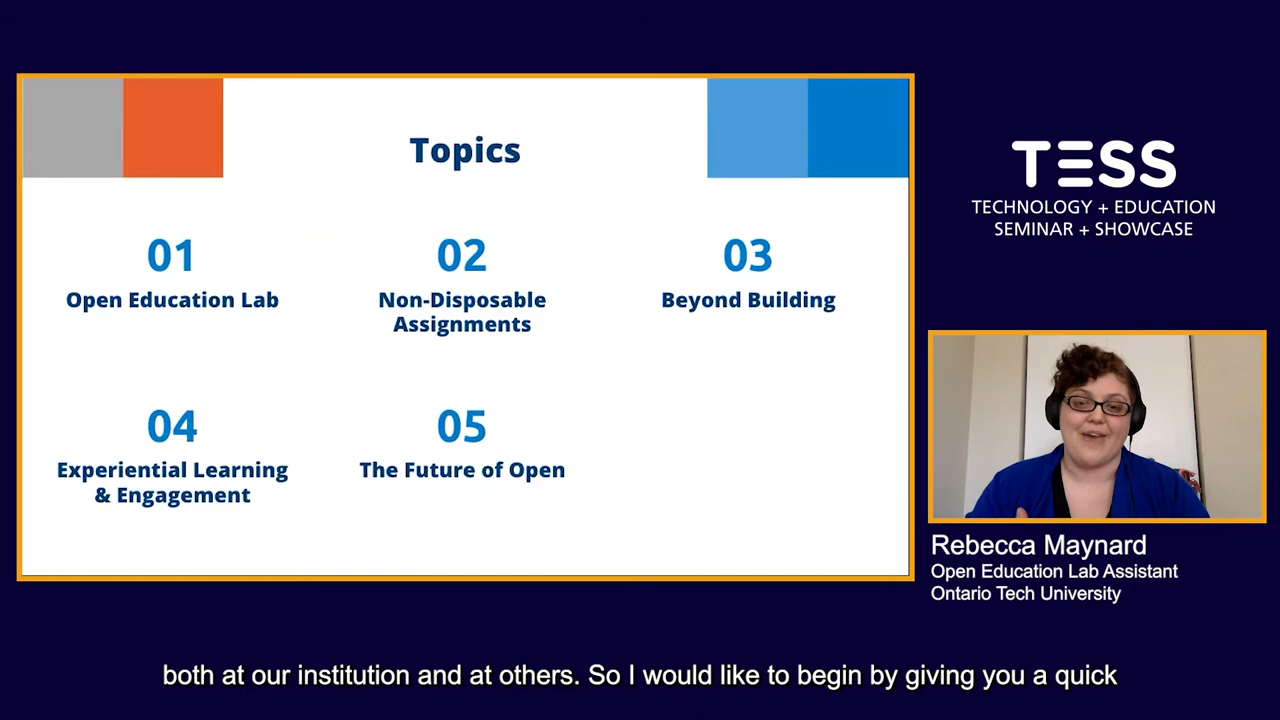 Topics
01
Open Education Lab
02
Non-Disposable
Assignments
03
Beyond Building
04
Experiential Learning
& Engagement
05
The Future of Open
TESS
TECHNOLOGY + EDUCATION
SEMINAR + SHOWCASE
Rebecca Maynard
Open Education Lab Assistant
Ontario Tech University
both at our institution and at others. So I would like to begin by giving you a quick